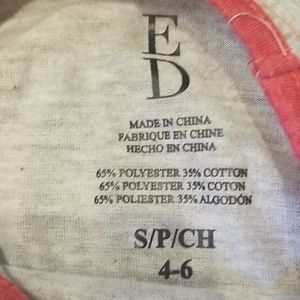 E
D
MADE IN CHINA
FABRIQUE EN CHINE
HECHO EN CHINA
65% POLYESTER 35% COTTON
65% POLYESTER 35% COTON
65% POLIESTER 35% ALGODÓN
S/P/CH
4-6